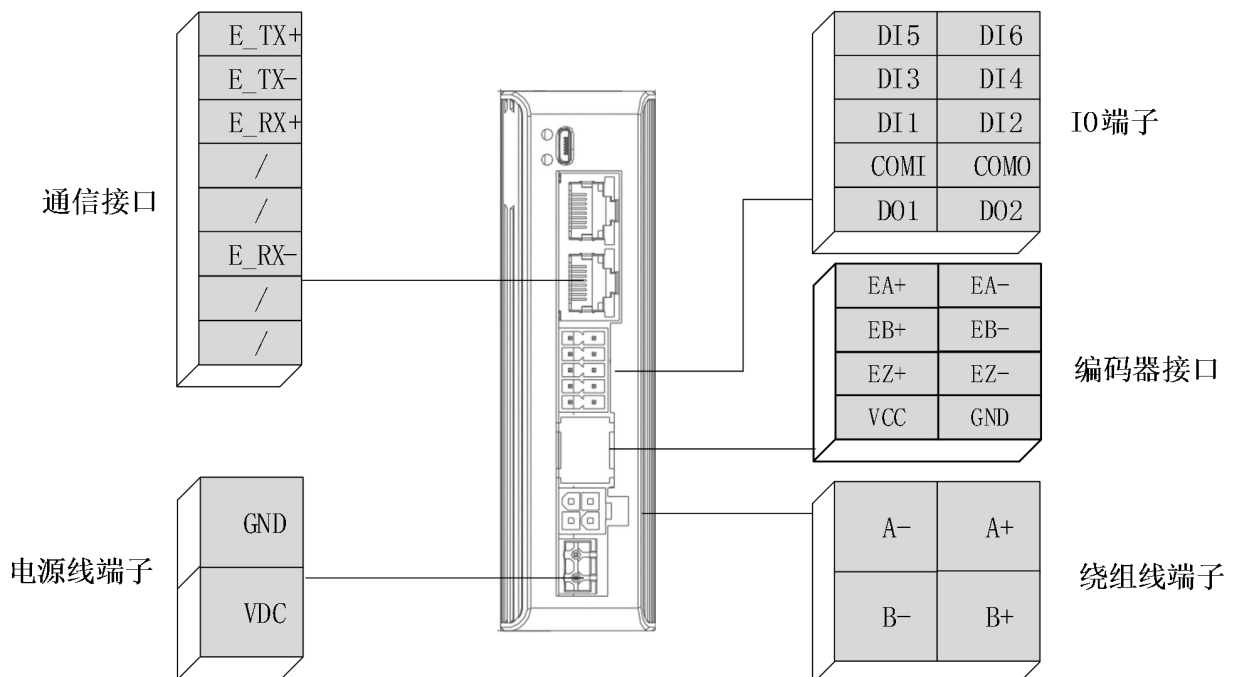 E_TX+
E_TX-
E_RX+
/
/
E_RX-
/
/
通信接口
DI5 DI6
DI3 DI4
DI1 DI2
COMI COMO
DO1 DO2
IO端子
EA+ EA-
EB+ EB-
EZ+ EZ-
VCC GND
编码器接口
GND
VDC
电源线端子
A- A+
B- B+
绕组线端子